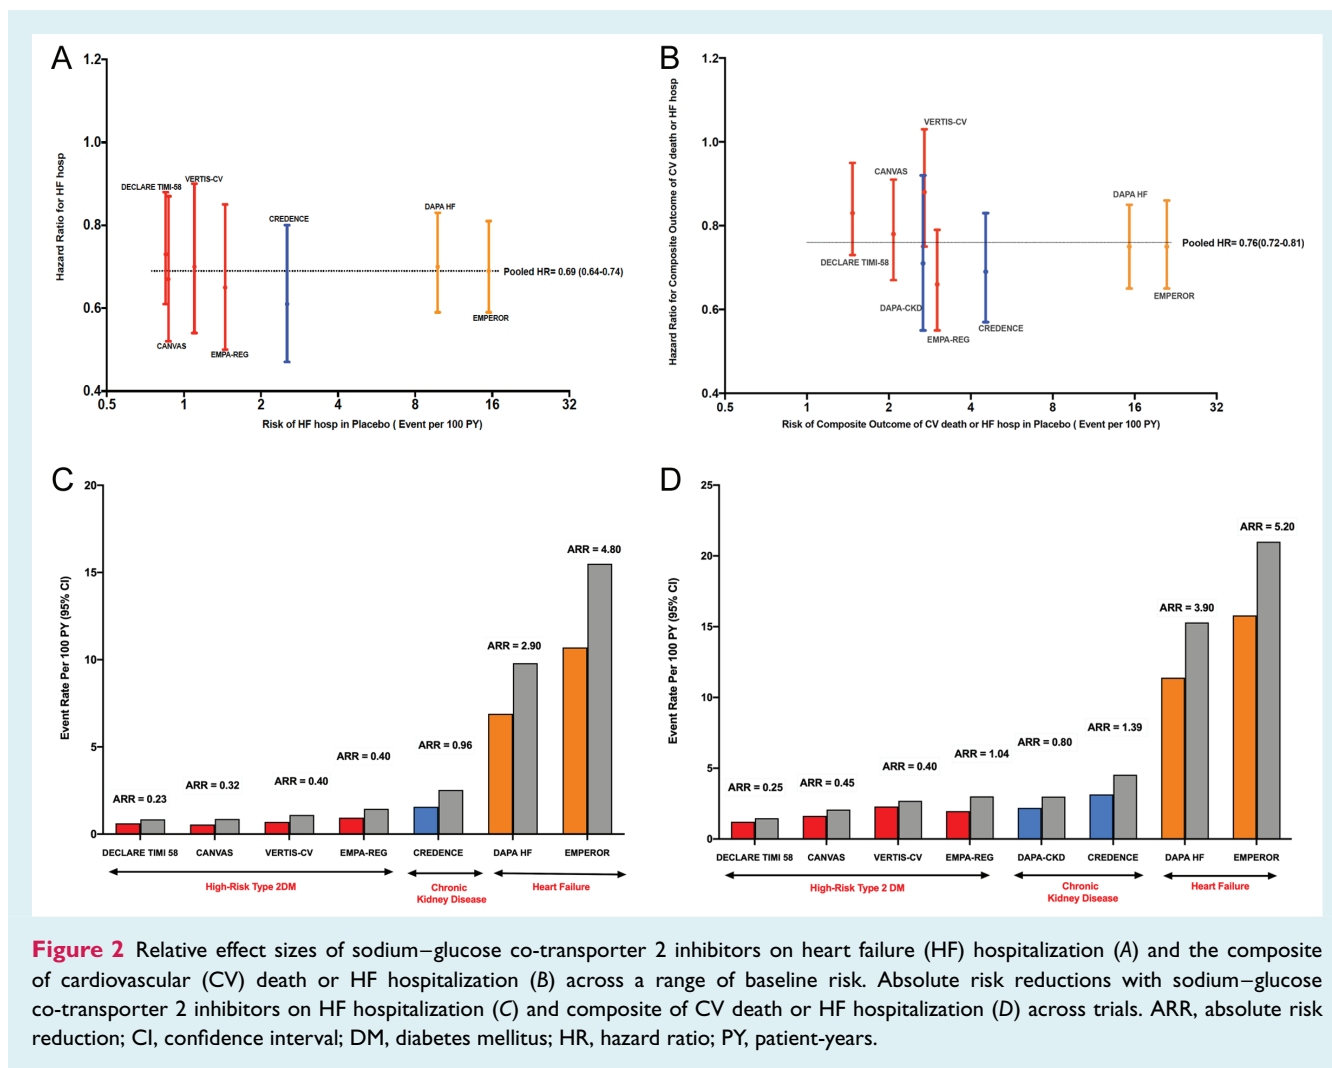 A
1.2
1.0
0.8
0.6
0.4
Hazard Ratio for HF hosp
DECLARE TIMI-58
VERTIS-CV
CREDENCE
DAPA HF
Pooled HR= 0.69 (0.64-0.74)
CANVAS
EMPA-REG
EMPEROR
0.5 1 2 4 8 16 32
Risk of HF hosp in Placebo ( Event per 100 PY)
B
1.2
1.0
0.8
0.6
0.4
Hazard Ratio for Composite Outcome of CV death or HF hosp
VERTIS-CV
CANVAS
DAPA HF
Pooled HR= 0.76(0.72-0.81)
DECLARE TIMI-58
EMPEROR
DAPA-CKD
CREDENCE
EMPA-REG
0.5 1 2 4 8 16 32
Risk of Composite Outcome of CV death or HF hosp in Placebo ( Event per 100 PY)
C
20
15
10
5
0
Event Rate Per 100 PY (95% CI)
ARR = 0.23
ARR = 0.32
ARR = 0.40
ARR = 0.40
ARR = 0.96
ARR = 2.90
ARR = 4.80
DECLARE TIMI 58 CANVAS VERTIS-CV EMPA-REG CREDENCE DAPA HF EMPEROR
High-Risk Type 2DM
Chronic
Kidney Disease
Heart Failure
D
25
20
15
10
5
0
Event Rate Per 100 PY (95% CI)
ARR = 0.25
ARR = 0.45
ARR = 0.40
ARR = 1.04
ARR = 0.80
ARR = 1.39
ARR = 3.90
ARR = 5.20
DECLARE TIMI 58 CANVAS VERTIS-CV EMPA-REG DAPA-CKD CREDENCE DAPA HF EMPEROR
High-Risk Type 2 DM
Chronic
Kidney Disease
Heart Failure
Figure 2 Relative effect sizes of sodium–glucose co-transporter 2 inhibitors on heart failure (HF) hospitalization (A) and the composite
of cardiovascular (CV) death or HF hospitalization (B) across a range of baseline risk. Absolute risk reductions with sodium–glucose
co-transporter 2 inhibitors on HF hospitalization (C) and composite of CV death or HF hospitalization (D) across trials. ARR, absolute risk
reduction; CI, confidence interval; DM, diabetes mellitus; HR, hazard ratio; PY, patient-years.